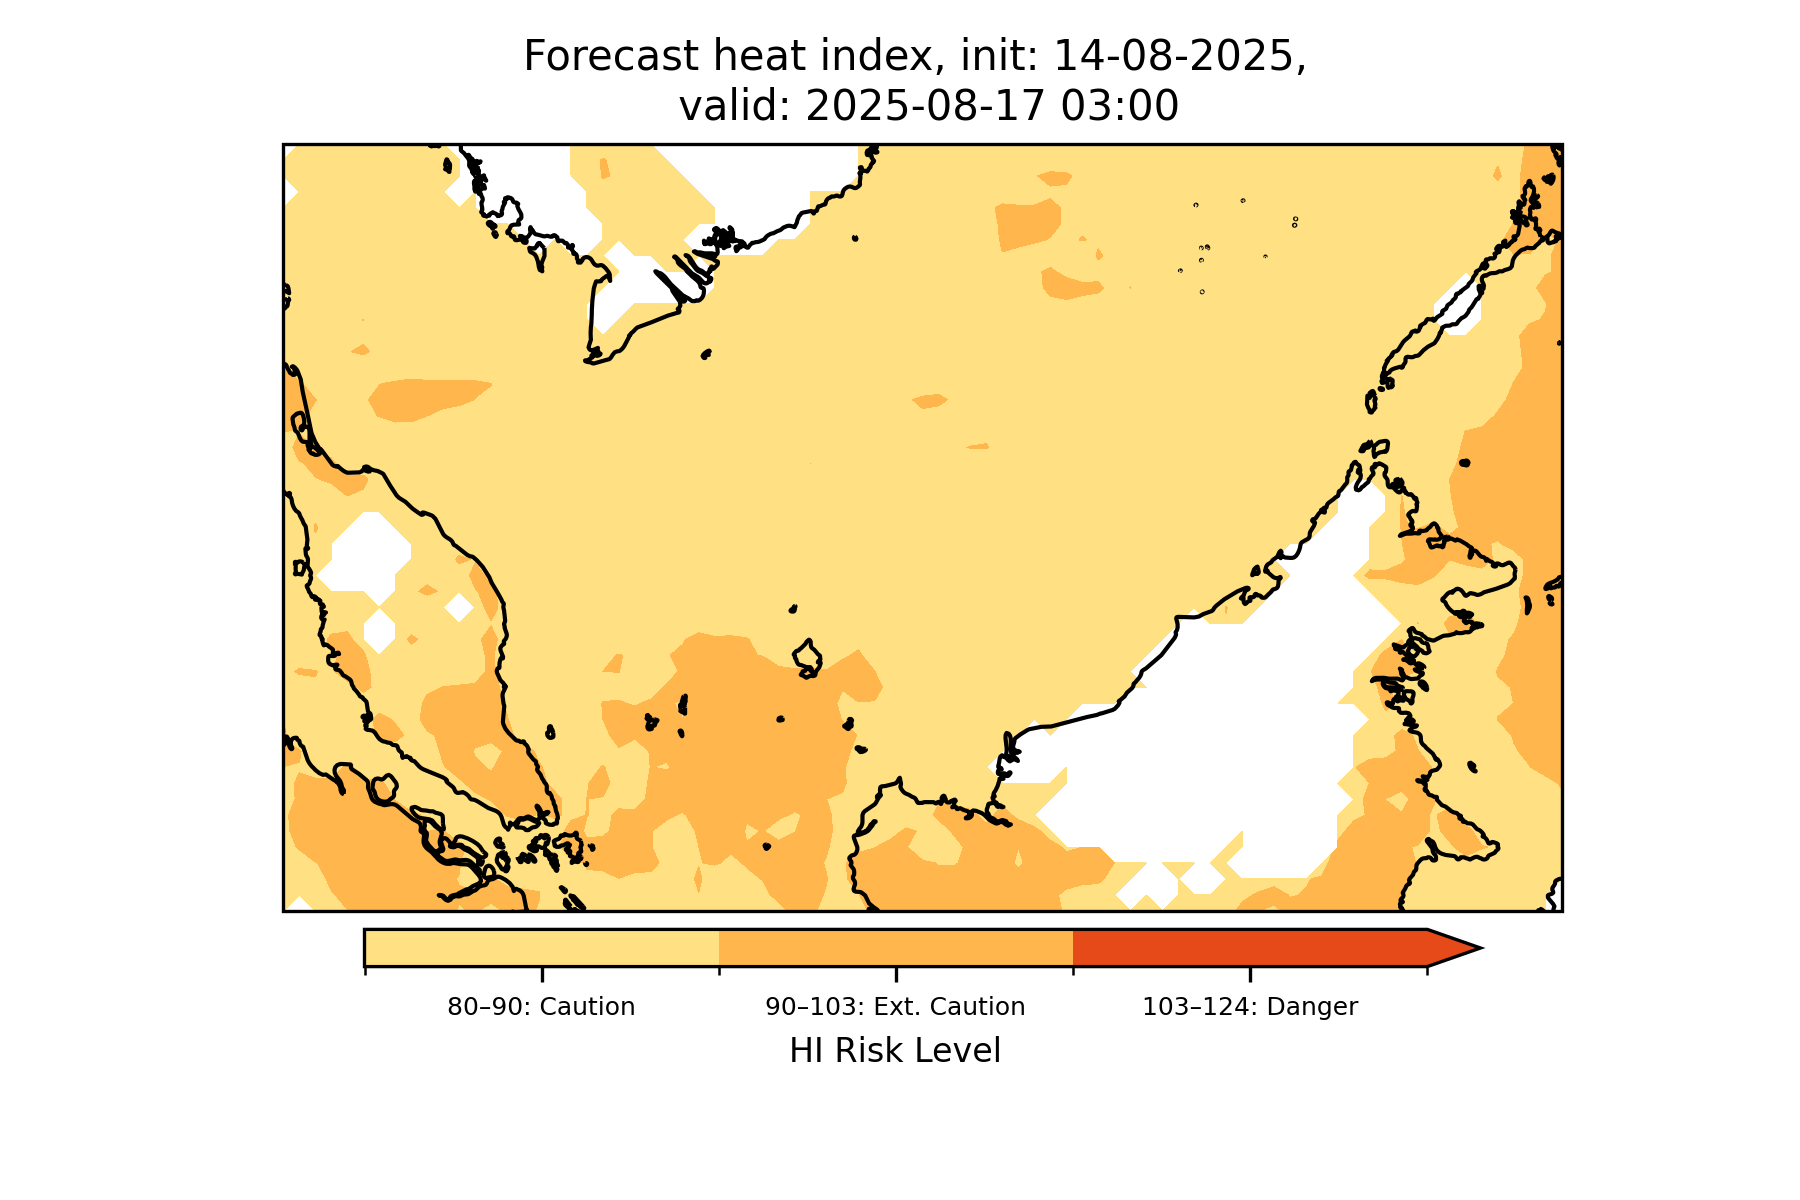 Forecast heat index, init: 14-08-2025,
valid: 2025-08-17 03:00
80–90: Caution
90–103: Ext. Caution
103–124: Danger
HI Risk Level